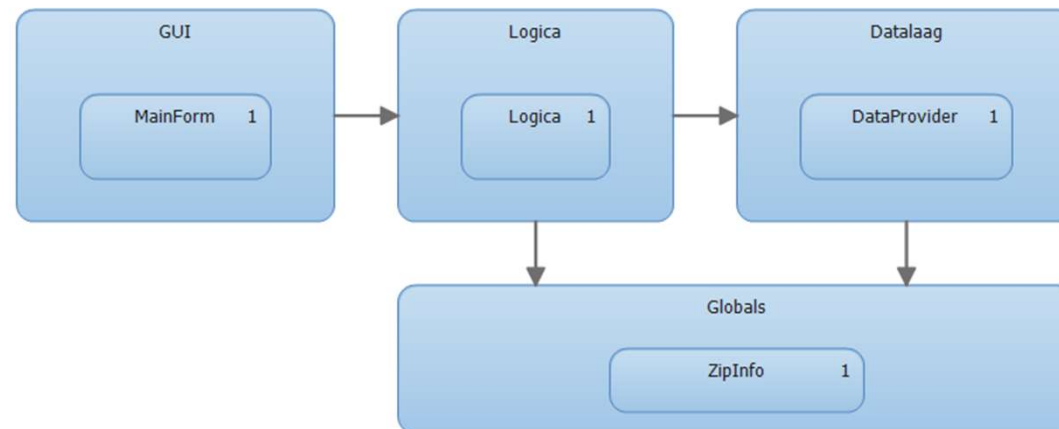 GUI
MainForm 1
Logica
Logica 1
Datalaag
DataProvider 1
Globals
ZipInfo 1